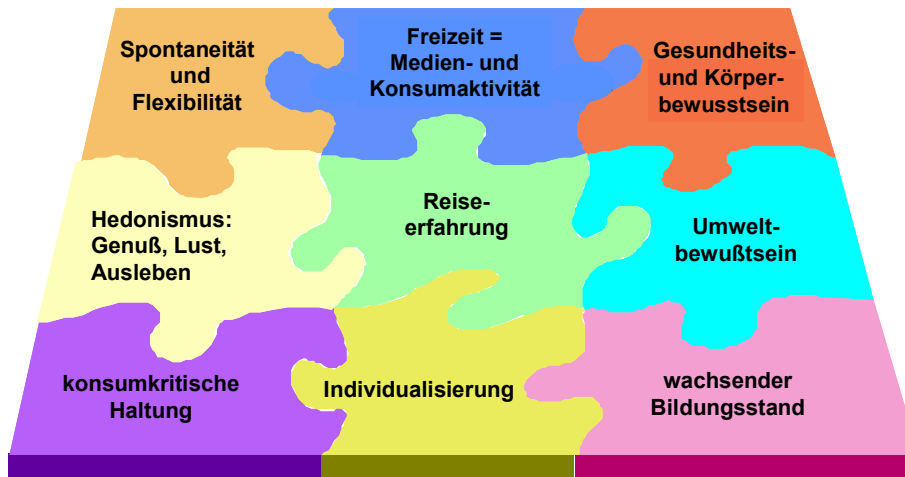 Spontaneität
und
Flexibilität
Freizeit =
Medien- und
Konsumaktivität
Gesundheits-
und Körper-
bewusstsein
Hedonismus:
Genuß, Lust,
Ausleben
Reise-
erfahrung
Umwelt-
bewußtsein
konsumkritische
Haltung
Individualisierung
wachsender
Bildungsstand